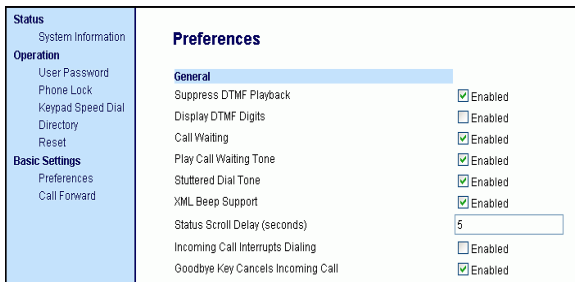 Status
System Information
Operation
User Password
Phone Lock
Keypad Speed Dial
Directory
Reset
Basic Settings
Preferences
Call Forward
Preferences
General
Suppress DTMF Playback Enabled
Display DTMF Digits Enabled
Call Waiting Enabled
Play Call Waiting Tone Enabled
Stuttered Dial Tone Enabled
XML Beep Support Enabled
Status Scroll Delay (seconds) 5
Incoming Call Interrupts Dialing Enabled
Goodbye Key Cancels Incoming Call Enabled